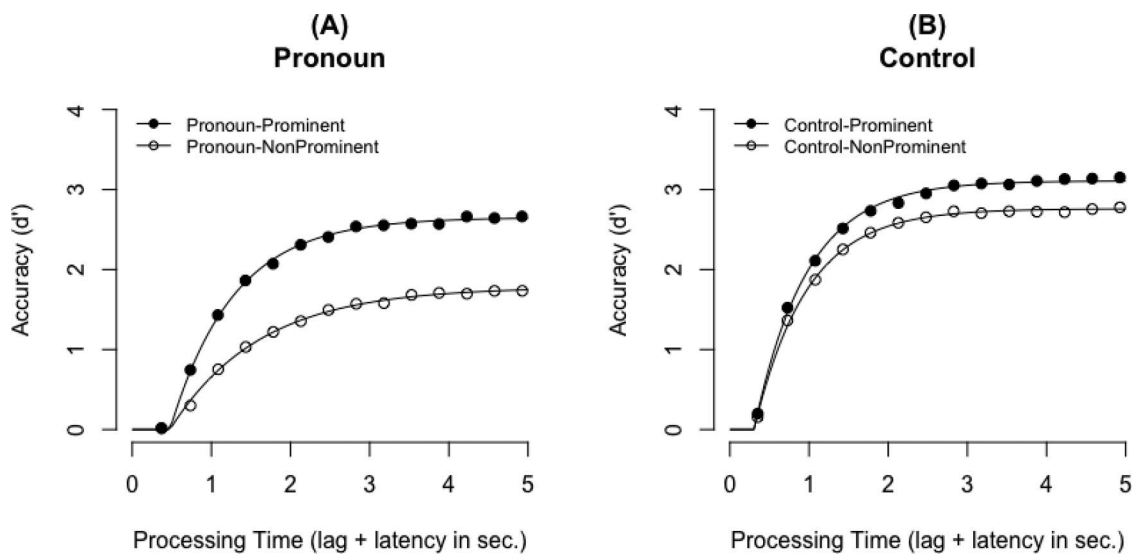 (A)
Pronoun
4
3
2
1
0
Accuracy (d')
Pronoun-Prominent
Pronoun-NonProminent
0 1 2 3 4 5
Processing Time (lag + latency in sec.)
(B)
Control
4
3
2
1
0
Accuracy (d')
Control-Prominent
Control-NonProminent
0 1 2 3 4 5
Processing Time (lag + latency in sec.)